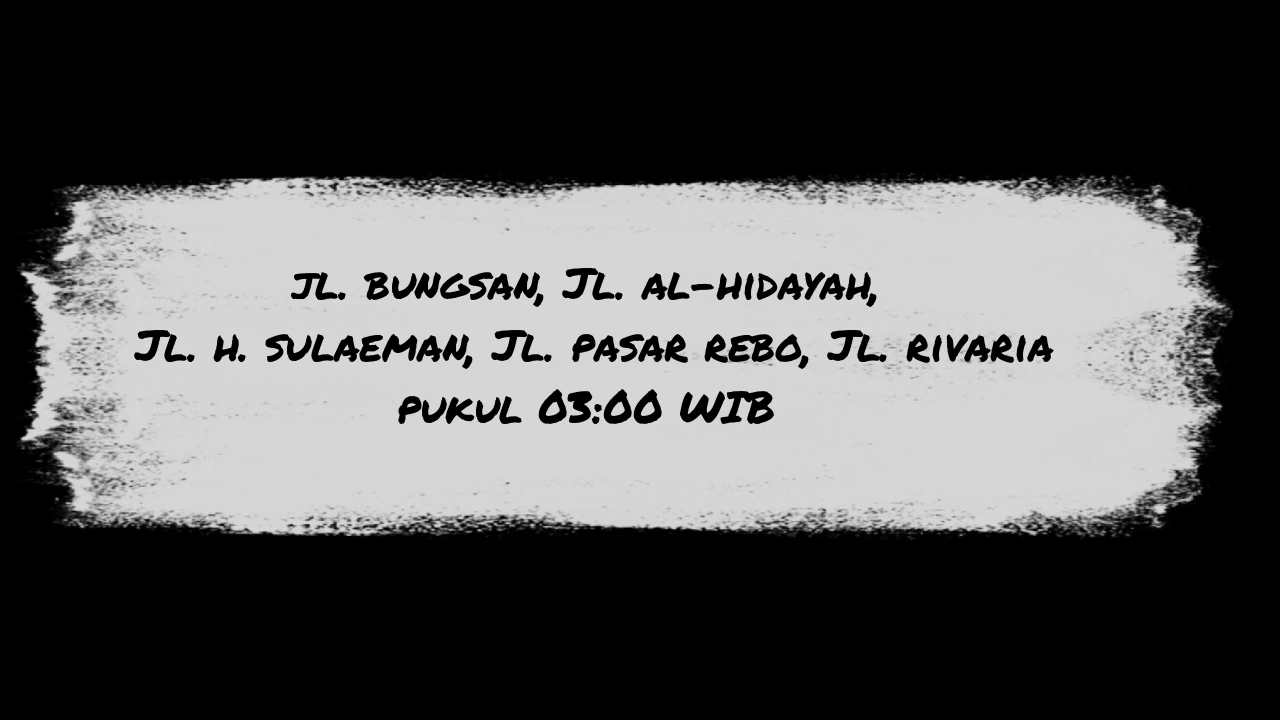 JL. BUNGSAN, JL. AL-HIDAYAH,
JL. H. SULAEMAN, JL. PASAR REBO, JL. RIVARIA
PUKUL 03:00 WIB